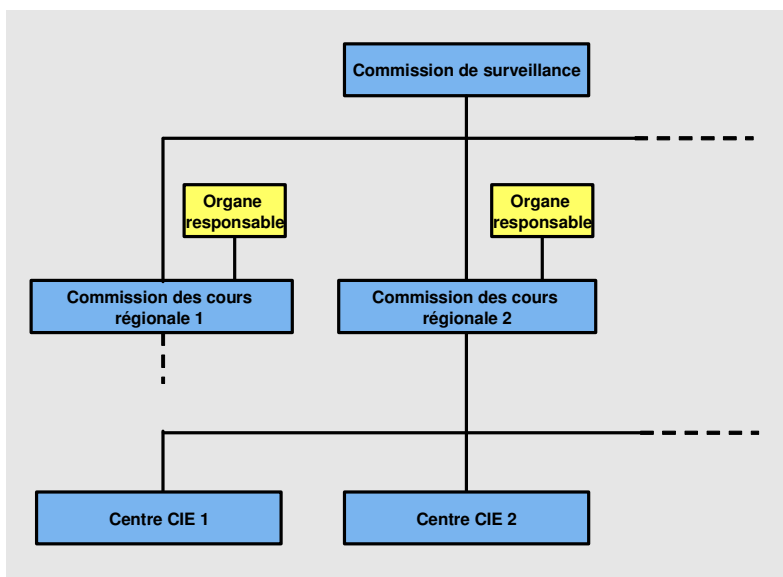 Commission de surveillance
Organe
responsable
Organe
responsable
Commission des cours
régionale 1
Commission des cours
régionale 2
Centre CIE 1
Centre CIE 2